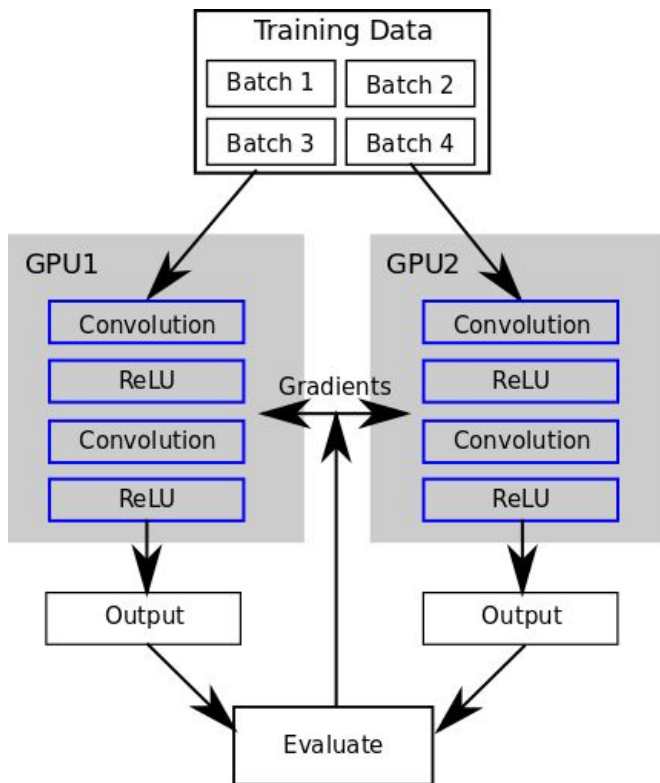 Training Data
Batch 1 Batch 2
Batch 3 Batch 4
GPU1 GPU2
Convolution Convolution
ReLU ReLU
Gradients
Convolution Convolution
ReLU ReLU
Output Output
Evaluate